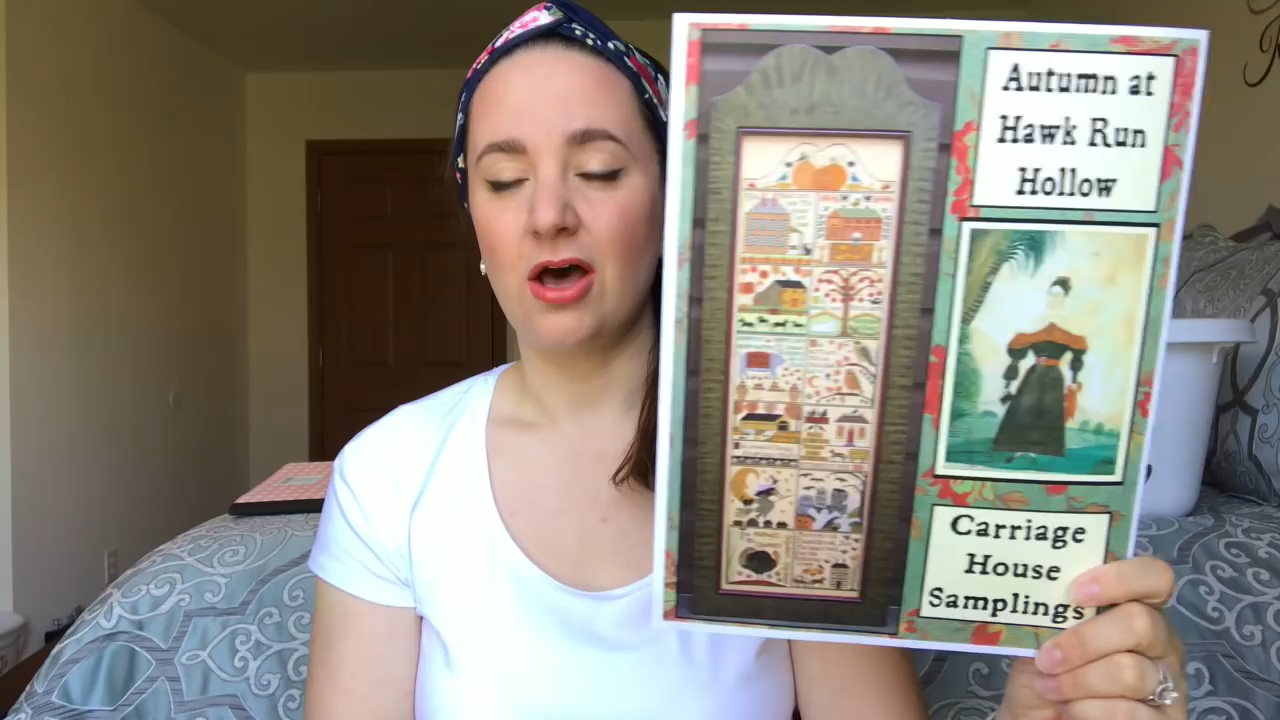 Autumn at
Hawk Run
Hollow
Carriage
House
Samplings